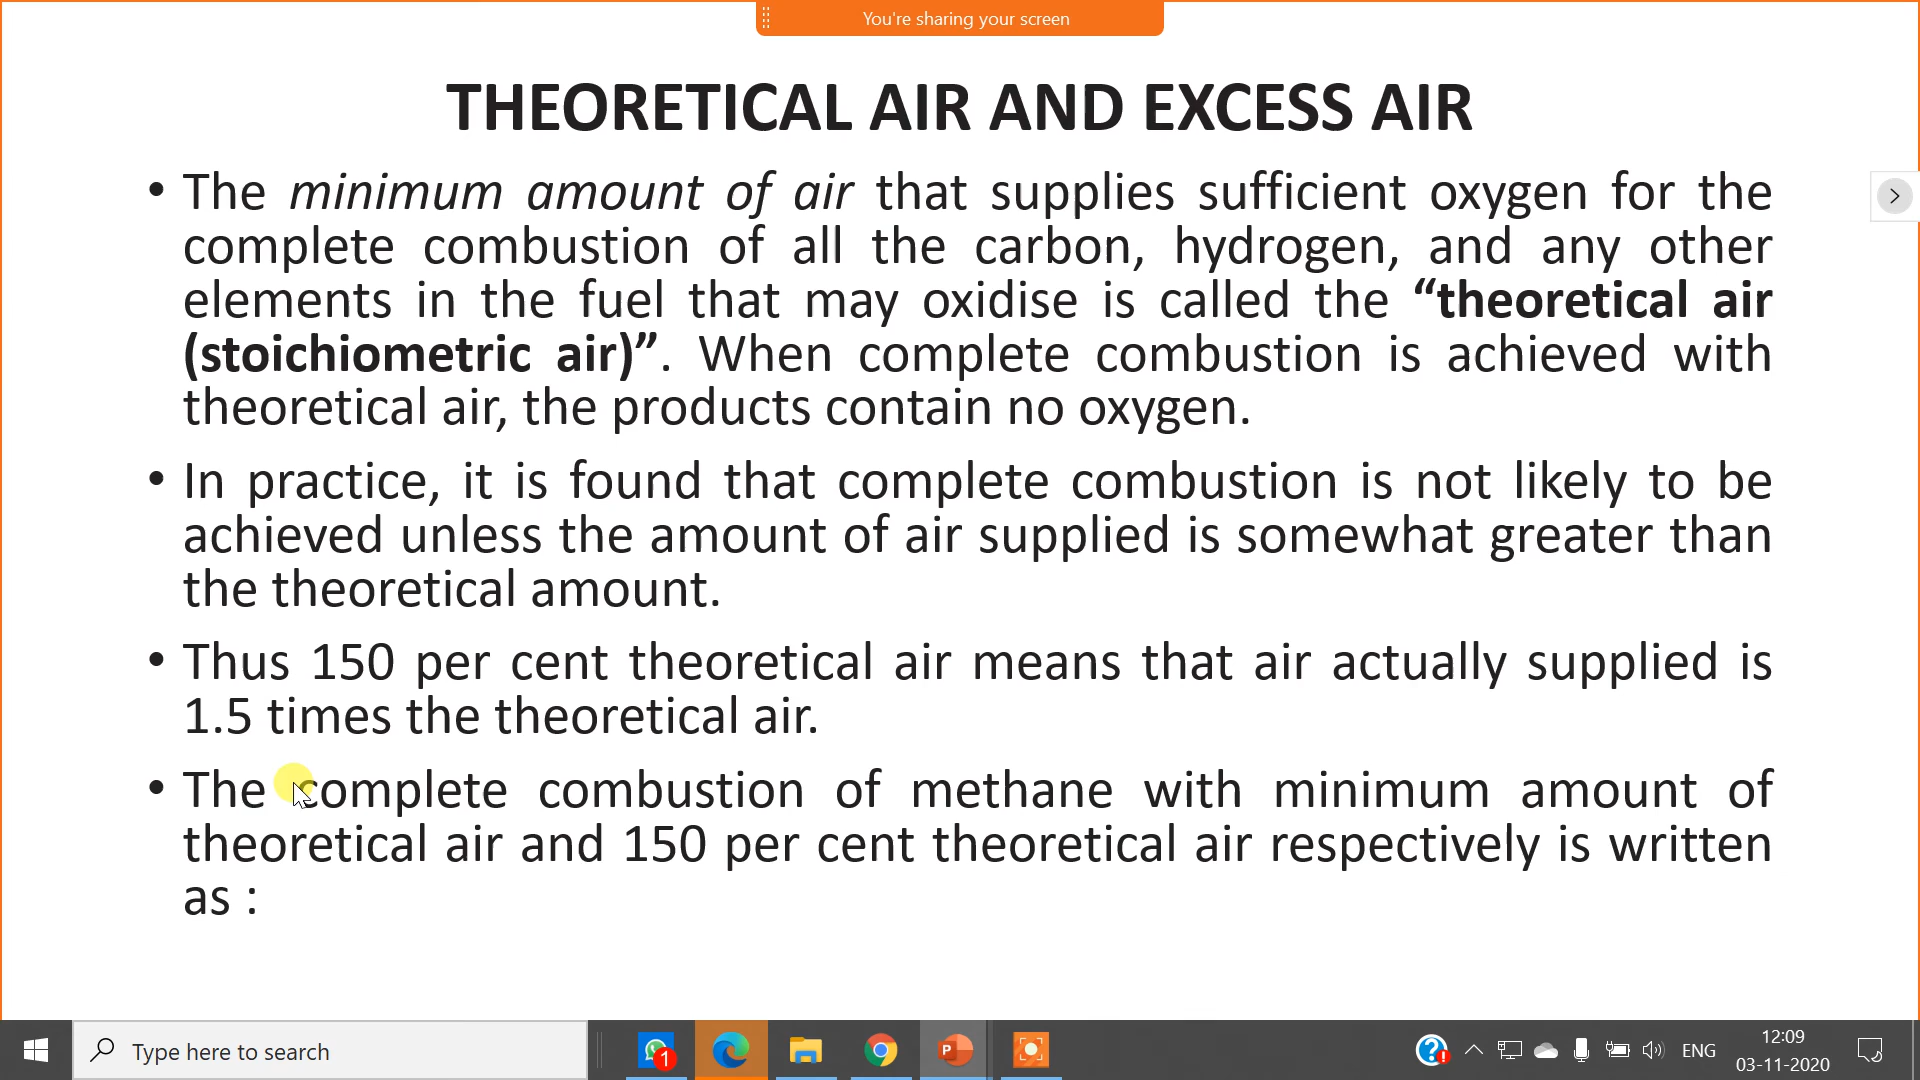 You're sharing your screen
THEORETICAL AIR AND EXCESS AIR
• The minimum amount of air that supplies sufficient oxygen for the
complete combustion of all the carbon, hydrogen, and any other
elements in the fuel that may oxidise is called the “theoretical air
(stoichiometric air)”. When complete combustion is achieved with
theoretical air, the products contain no oxygen.
• In practice, it is found that complete combustion is not likely to be
achieved unless the amount of air supplied is somewhat greater than
the theoretical amount.
• Thus 150 per cent theoretical air means that air actually supplied is
1.5 times the theoretical air.
• The complete combustion of methane with minimum amount of
theoretical air and 150 per cent theoretical air respectively is written
as :
Type here to search
1
P
ENG
12:09
03-11-2020